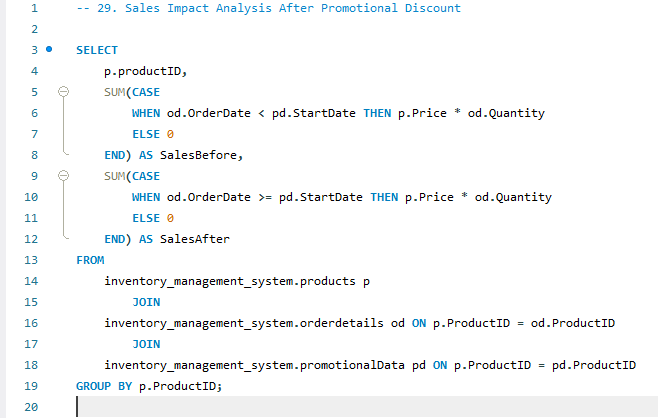 1 -- 29. Sales Impact Analysis After Promotional Discount
2
3 SELECT
4 p.productID,
5 SUM(CASE
6 WHEN od.OrderDate < pd.StartDate THEN p.Price * od.Quantity
7 ELSE 0
8 END) AS SalesBefore,
9 SUM(CASE
10 WHEN od.OrderDate >= pd.StartDate THEN p.Price * od.Quantity
11 ELSE 0
12 END) AS SalesAfter
13 FROM
14 inventory_management_system.products p
15 JOIN
16 inventory_management_system.orderdetails od ON p.ProductID = od.ProductID
17 JOIN
18 inventory_management_system.promotionalData pd ON p.ProductID = pd.ProductID
19 GROUP BY p.ProductID;
20